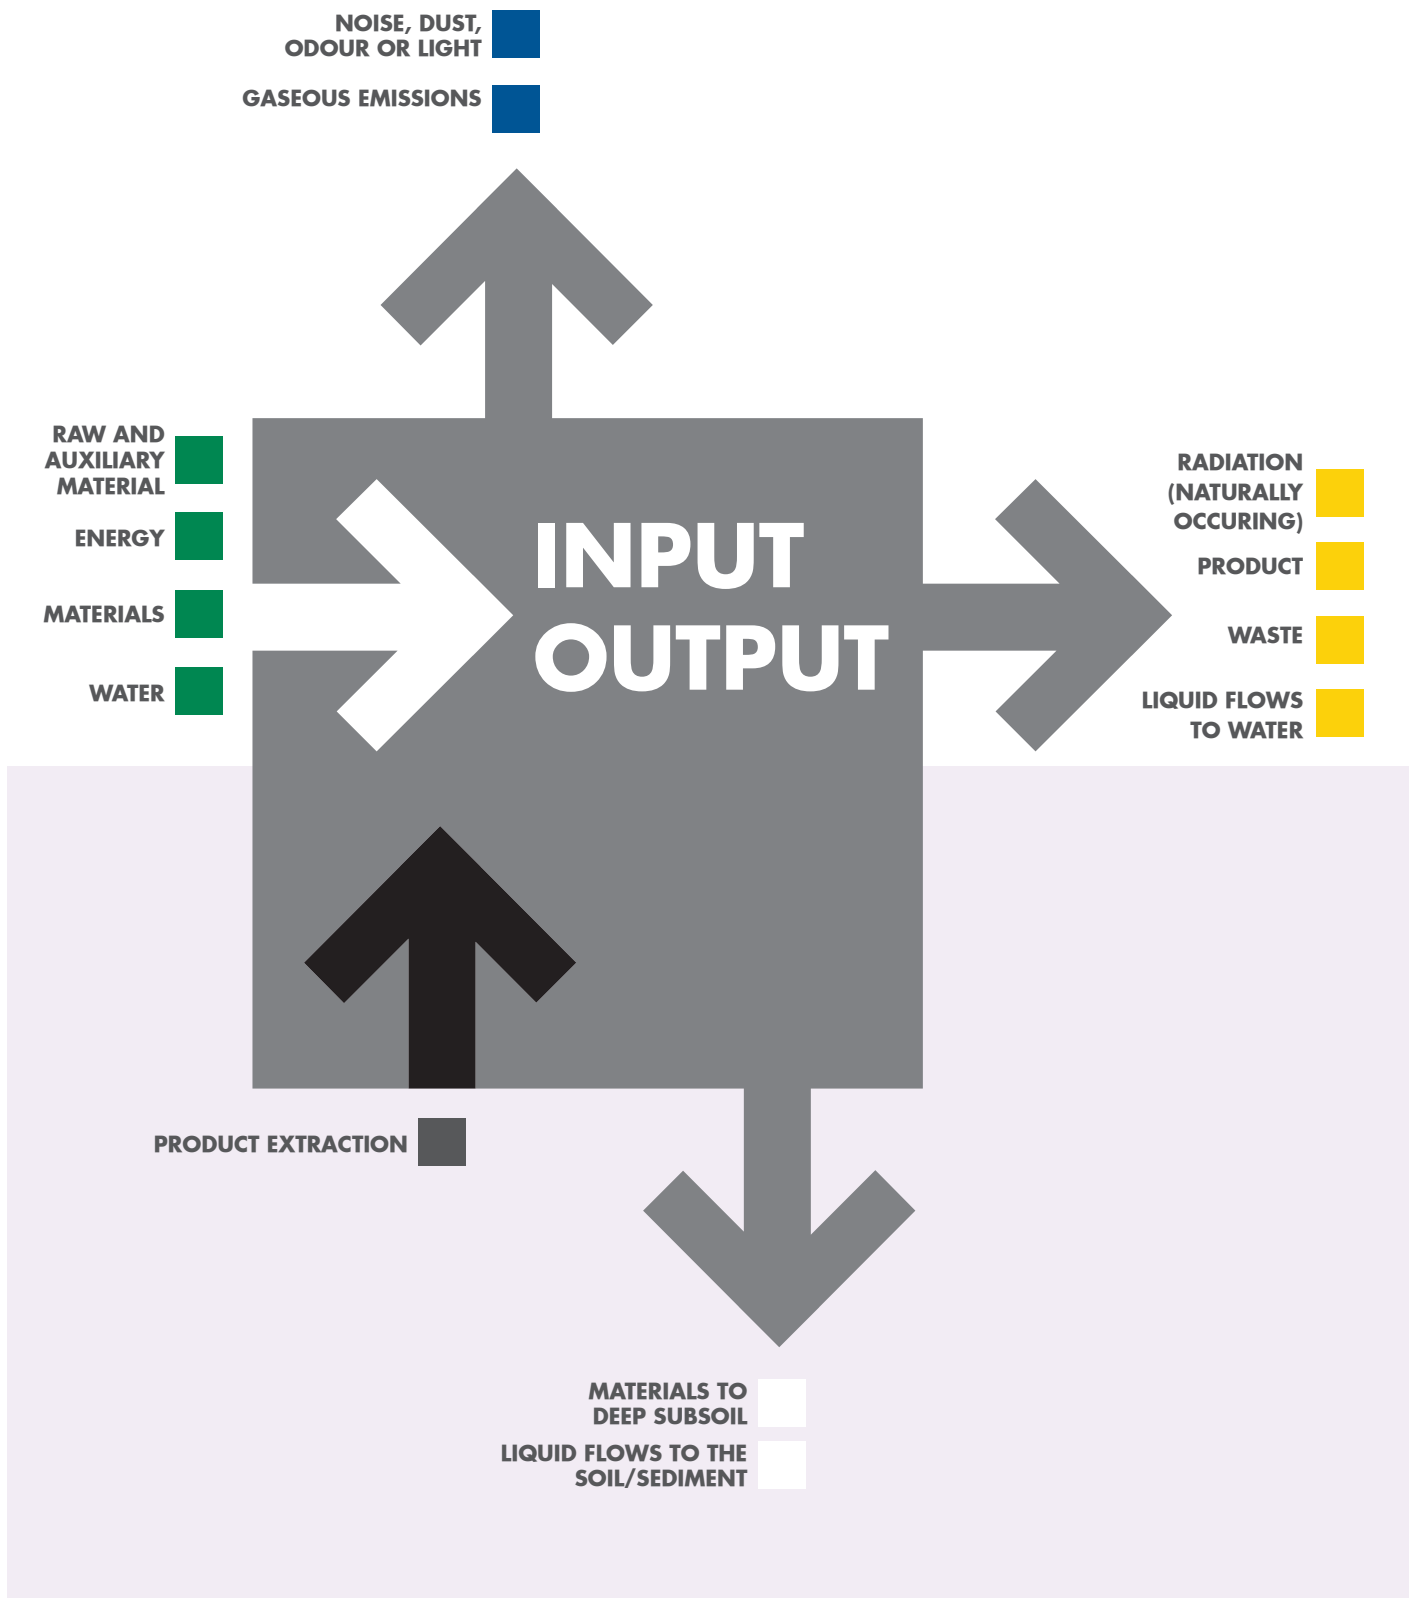 NOISE, DUST,
ODOUR OR LIGHT
GASEOUS EMISSIONS
RAW AND
AUXILIARY
MATERIAL
ENERGY
MATERIALS
WATER
INPUT
OUTPUT
RADIATION
(NATURALLY
OCCURING)
PRODUCT
WASTE
LIQUID FLOWS
TO WATER
PRODUCT EXTRACTION
MATERIALS TO
DEEP SUBSOIL
LIQUID FLOWS TO THE
SOIL/SEDIMENT